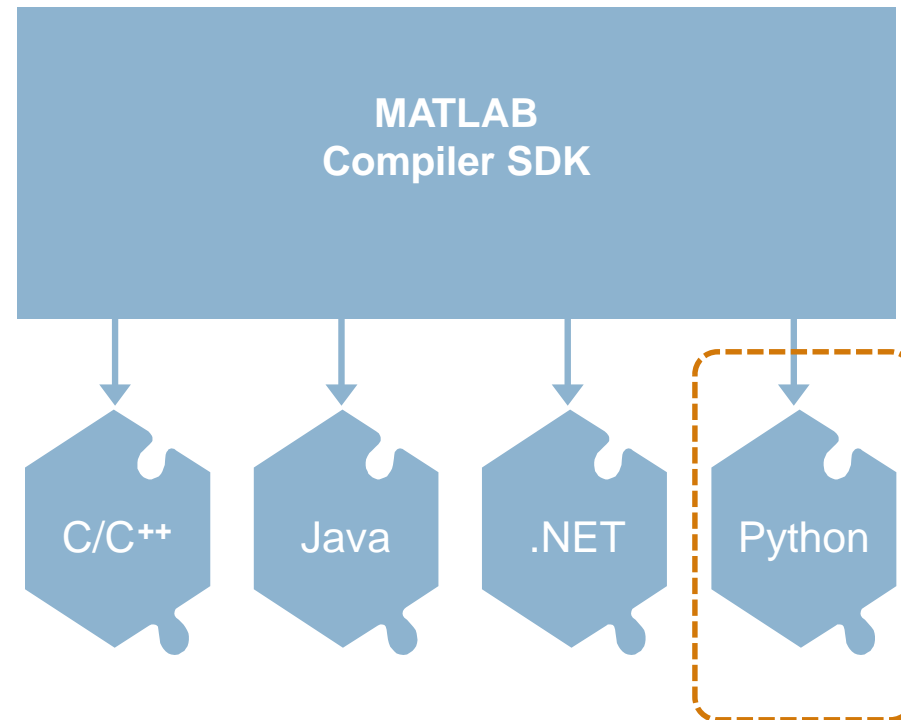 MATLAB
Compiler SDK
C/C++
Java
.NET
Python